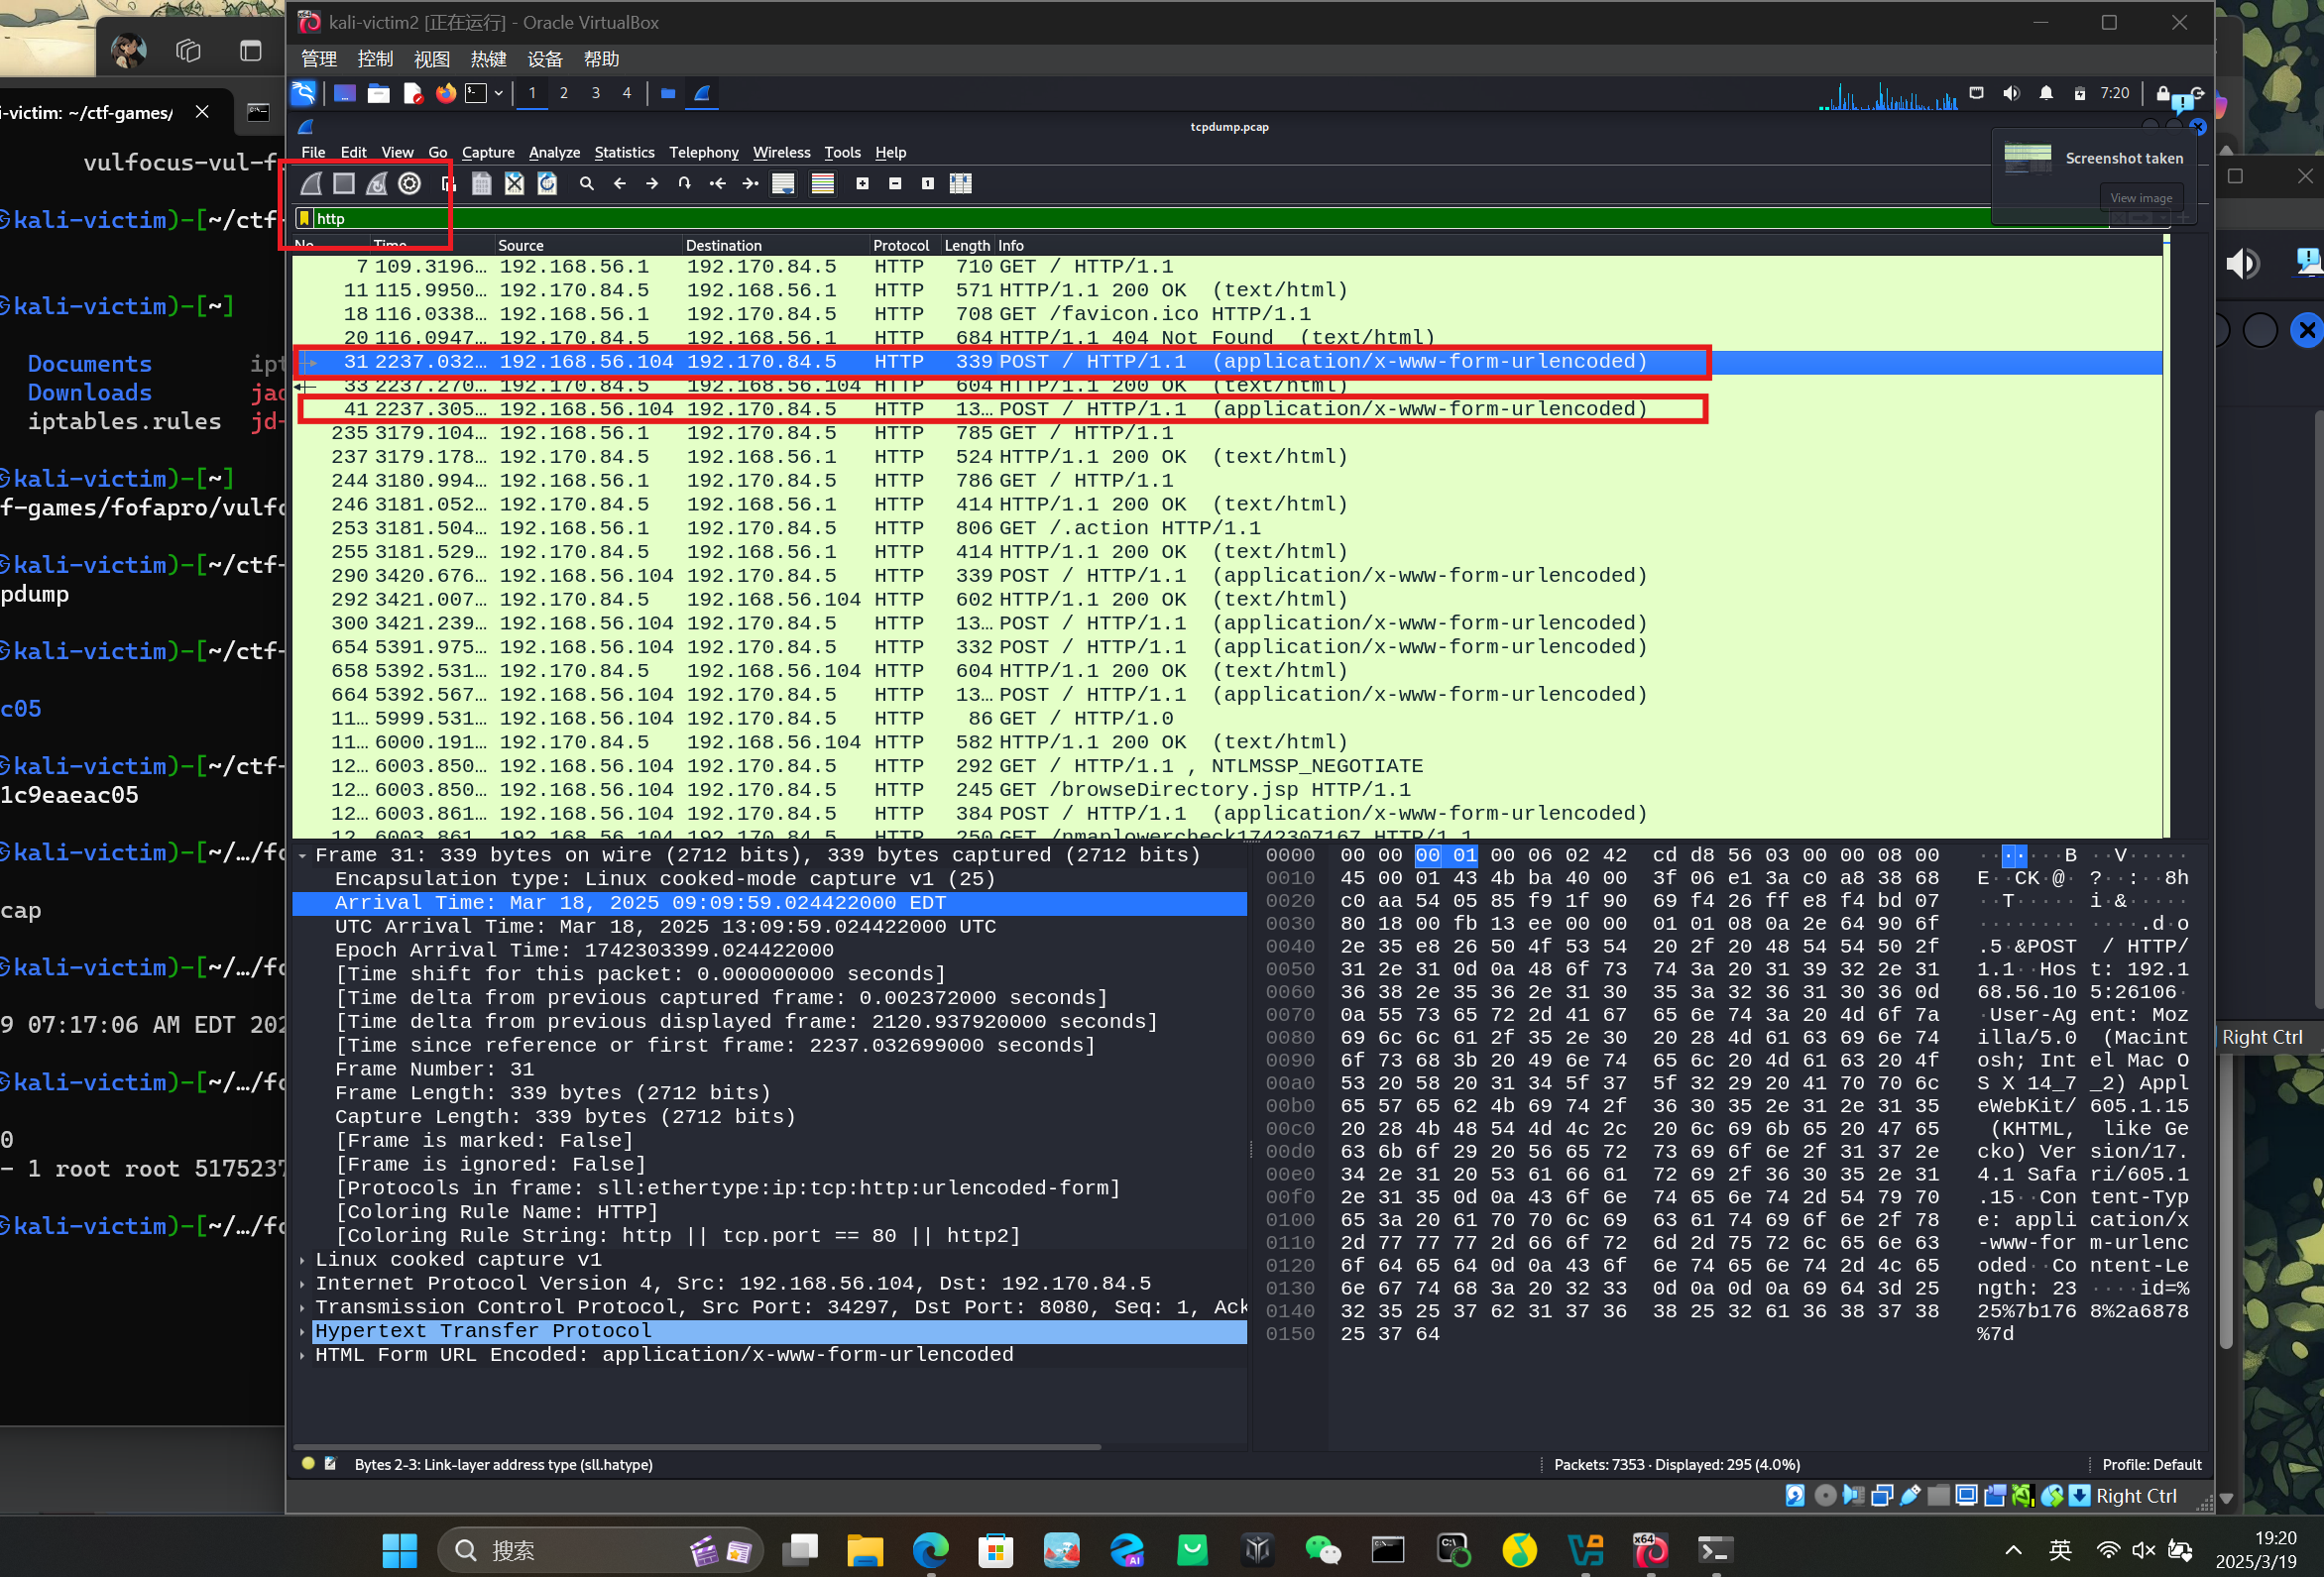 kali-victim2 [正在运行] - Oracle VirtualBox
管理 控制 视图 热键 设备 帮助
1 2 3 4 7:20
tcpdump.pcap
File Edit View Go Capture Analyze Statistics Telephony Wireless Tools Help
Screenshot taken
View image
http
No. Time Source Destination Protocol Length Info
7 109.3196… 192.168.56.1 192.170.84.5 HTTP 710 GET / HTTP/1.1
11 115.9950… 192.170.84.5 192.168.56.1 HTTP 571 HTTP/1.1 200 OK (text/html)
18 116.0338… 192.168.56.1 192.170.84.5 HTTP 708 GET /favicon.ico HTTP/1.1
20 116.0947… 192.170.84.5 192.168.56.1 HTTP 684 HTTP/1.1 404 Not Found (text/html)
31 2237.032… 192.168.56.104 192.170.84.5 HTTP 339 POST / HTTP/1.1 (application/x-www-form-urlencoded)
33 2237.270… 192.170.84.5 192.168.56.104 HTTP 604 HTTP/1.1 200 OK (text/html)
41 2237.305… 192.168.56.104 192.170.84.5 HTTP 13… POST / HTTP/1.1 (application/x-www-form-urlencoded)
235 3179.104… 192.168.56.1 192.170.84.5 HTTP 785 GET / HTTP/1.1
237 3179.178… 192.170.84.5 192.168.56.1 HTTP 524 HTTP/1.1 200 OK (text/html)
244 3180.994… 192.168.56.1 192.170.84.5 HTTP 786 GET / HTTP/1.1
246 3181.052… 192.170.84.5 192.168.56.1 HTTP 414 HTTP/1.1 200 OK (text/html)
253 3181.504… 192.168.56.1 192.170.84.5 HTTP 806 GET /.action HTTP/1.1
255 3181.529… 192.170.84.5 192.168.56.1 HTTP 414 HTTP/1.1 200 OK (text/html)
290 3420.676… 192.168.56.104 192.170.84.5 HTTP 339 POST / HTTP/1.1 (application/x-www-form-urlencoded)
292 3421.007… 192.170.84.5 192.168.56.104 HTTP 602 HTTP/1.1 200 OK (text/html)
300 3421.239… 192.168.56.104 192.170.84.5 HTTP 13… POST / HTTP/1.1 (application/x-www-form-urlencoded)
654 5391.975… 192.168.56.104 192.170.84.5 HTTP 332 POST / HTTP/1.1 (application/x-www-form-urlencoded)
658 5392.531… 192.170.84.5 192.168.56.104 HTTP 604 HTTP/1.1 200 OK (text/html)
664 5392.567… 192.168.56.104 192.170.84.5 HTTP 13… POST / HTTP/1.1 (application/x-www-form-urlencoded)
11… 5999.531… 192.168.56.104 192.170.84.5 HTTP 86 GET / HTTP/1.0
11… 6000.191… 192.170.84.5 192.168.56.104 HTTP 582 HTTP/1.1 200 OK (text/html)
12… 6003.850… 192.168.56.104 192.170.84.5 HTTP 292 GET / HTTP/1.1 , NTLMSSP_NEGOTIATE
12… 6003.850… 192.168.56.104 192.170.84.5 HTTP 245 GET /browseDirectory.jsp HTTP/1.1
12… 6003.861… 192.168.56.104 192.170.84.5 HTTP 384 POST / HTTP/1.1 (application/x-www-form-urlencoded)
12… 6003.861… 192.168.56.104 192.170.84.5 HTTP 250 GET /nmaplowercheck1742307167 HTTP/1.1
Frame 31: 339 bytes on wire (2712 bits), 339 bytes captured (2712 bits)
Encapsulation type: Linux cooked-mode capture v1 (25)
Arrival Time: Mar 18, 2025 09:09:59.024422000 EDT
UTC Arrival Time: Mar 18, 2025 13:09:59.024422000 UTC
Epoch Arrival Time: 1742303399.024422000
[Time shift for this packet: 0.000000000 seconds]
[Time delta from previous captured frame: 0.002372000 seconds]
[Time delta from previous displayed frame: 2120.937920000 seconds]
[Time since reference or first frame: 2237.032699000 seconds]
Frame Number: 31
Frame Length: 339 bytes (2712 bits)
Capture Length: 339 bytes (2712 bits)
[Frame is marked: False]
[Frame is ignored: False]
[Protocols in frame: sll:ethertype:ip:tcp:http:urlencoded-form]
[Coloring Rule Name: HTTP]
[Coloring Rule String: http || tcp.port == 80 || http2]
Linux cooked capture v1
Internet Protocol Version 4, Src: 192.168.56.104, Dst: 192.170.84.5
Transmission Control Protocol, Src Port: 34297, Dst Port: 8080, Seq: 1, Ack
Hypertext Transfer Protocol
HTML Form URL Encoded: application/x-www-form-urlencoded
0000 00 00 00 01 00 06 02 42 cd d8 56 03 00 00 08 00 ·······B ··V·····
0010 45 00 01 43 4b ba 40 00 3f 06 e1 3a c0 a8 38 68 E··CK·@· ?··:··8h
0020 c0 aa 54 05 85 f9 1f 90 69 f4 26 ff e8 f4 bd 07 ··T····· i·&·····
0030 80 18 00 fb 13 ee 00 00 01 01 08 0a 2e 64 90 6f ········ ····.d·o
0040 2e 35 e8 26 50 4f 53 54 20 2f 20 48 54 54 50 2f .5·&POST / HTTP/
0050 31 2e 31 0d 0a 48 6f 73 74 3a 20 31 39 32 2e 31 1.1··Hos t: 192.1
0060 36 38 2e 35 36 2e 31 30 35 3a 32 36 31 30 36 0d 68.56.10 5:26106·
0070 0a 55 73 65 72 2d 41 67 65 6e 74 3a 20 4d 6f 7a ·User-Ag ent: Moz
0080 69 6c 6c 61 2f 35 2e 30 20 28 4d 61 63 69 6e 74 illa/5.0 (Macint
0090 6f 73 68 3b 20 49 6e 74 65 6c 20 4d 61 63 20 4f osh; Int el Mac O
00a0 53 20 58 20 31 34 5f 37 5f 32 29 20 41 70 70 6c S X 14_7 _2) Appl
00b0 65 57 65 62 4b 69 74 2f 36 30 35 2e 31 2e 31 35 eWebKit/ 605.1.15
00c0 20 28 4b 48 54 4d 4c 2c 20 6c 69 6b 65 20 47 65 (KHTML, like Ge
00d0 63 6b 6f 29 20 56 65 72 73 69 6f 6e 2f 31 37 2e cko) Ver sion/17.
00e0 34 2e 31 20 53 61 66 61 72 69 2f 36 30 35 2e 31 4.1 Safa ri/605.1
00f0 2e 31 35 0d 0a 43 6f 6e 74 65 6e 74 2d 54 79 70 .15··Con tent-Typ
0100 65 3a 20 61 70 70 6c 69 63 61 74 69 6f 6e 2f 78 e: appli cation/x
0110 2d 77 77 77 2d 66 6f 72 6d 2d 75 72 6c 65 6e 63 -www-for m-urlenc
0120 6f 64 65 64 0d 0a 43 6f 6e 74 65 6e 74 2d 4c 65 oded··Co ntent-Le
0130 6e 67 74 68 3a 20 32 33 0d 0a 0d 0a 69 64 3d 25 ngth: 23 ····id=%
0140 32 35 25 37 62 31 37 36 38 25 32 61 36 38 37 38 25%7b176 8%2a6878
0150 25 37 64 %7d
Bytes 2-3: Link-layer address type (sll.hatype)
Packets: 7353 · Displayed: 295 (4.0%)
Profile: Default
Right Ctrl
Right Ctrl
i-victim: ~/ctf-games/
vulfocus-vul-f
kali-victim)-[~/ctf-
kali-victim)-[~]
Documents ipt
Downloads jad
iptables.rules jd-
kali-victim)-[~]
f-games/fofapro/vulfo
kali-victim)-[~/ctf-
pdump
kali-victim)-[~/ctf-
c05
kali-victim)-[~/ctf-
1c9eaeac05
kali-victim)-[~/…/fo
cap
kali-victim)-[~/…/fo
9 07:17:06 AM EDT 202
kali-victim)-[~/…/fo
0
- 1 root root 5175237
kali-victim)-[~/…/fo
搜索
英
19:20
2025/3/19